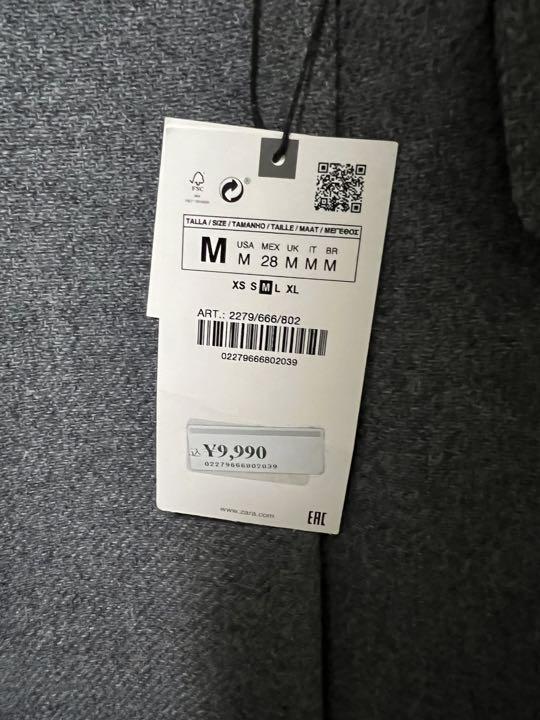 FSC
TALLA / SIZE / TAMANHO / TAILLE / MAAT / ΜΕΓΕΘΟΣ
M USA MEX UK IT BR
M 28 M M M
XS S M L XL
ART.: 2279/666/802
02279666802039
¥9,990
02279666802039
www.zara.com
EAC